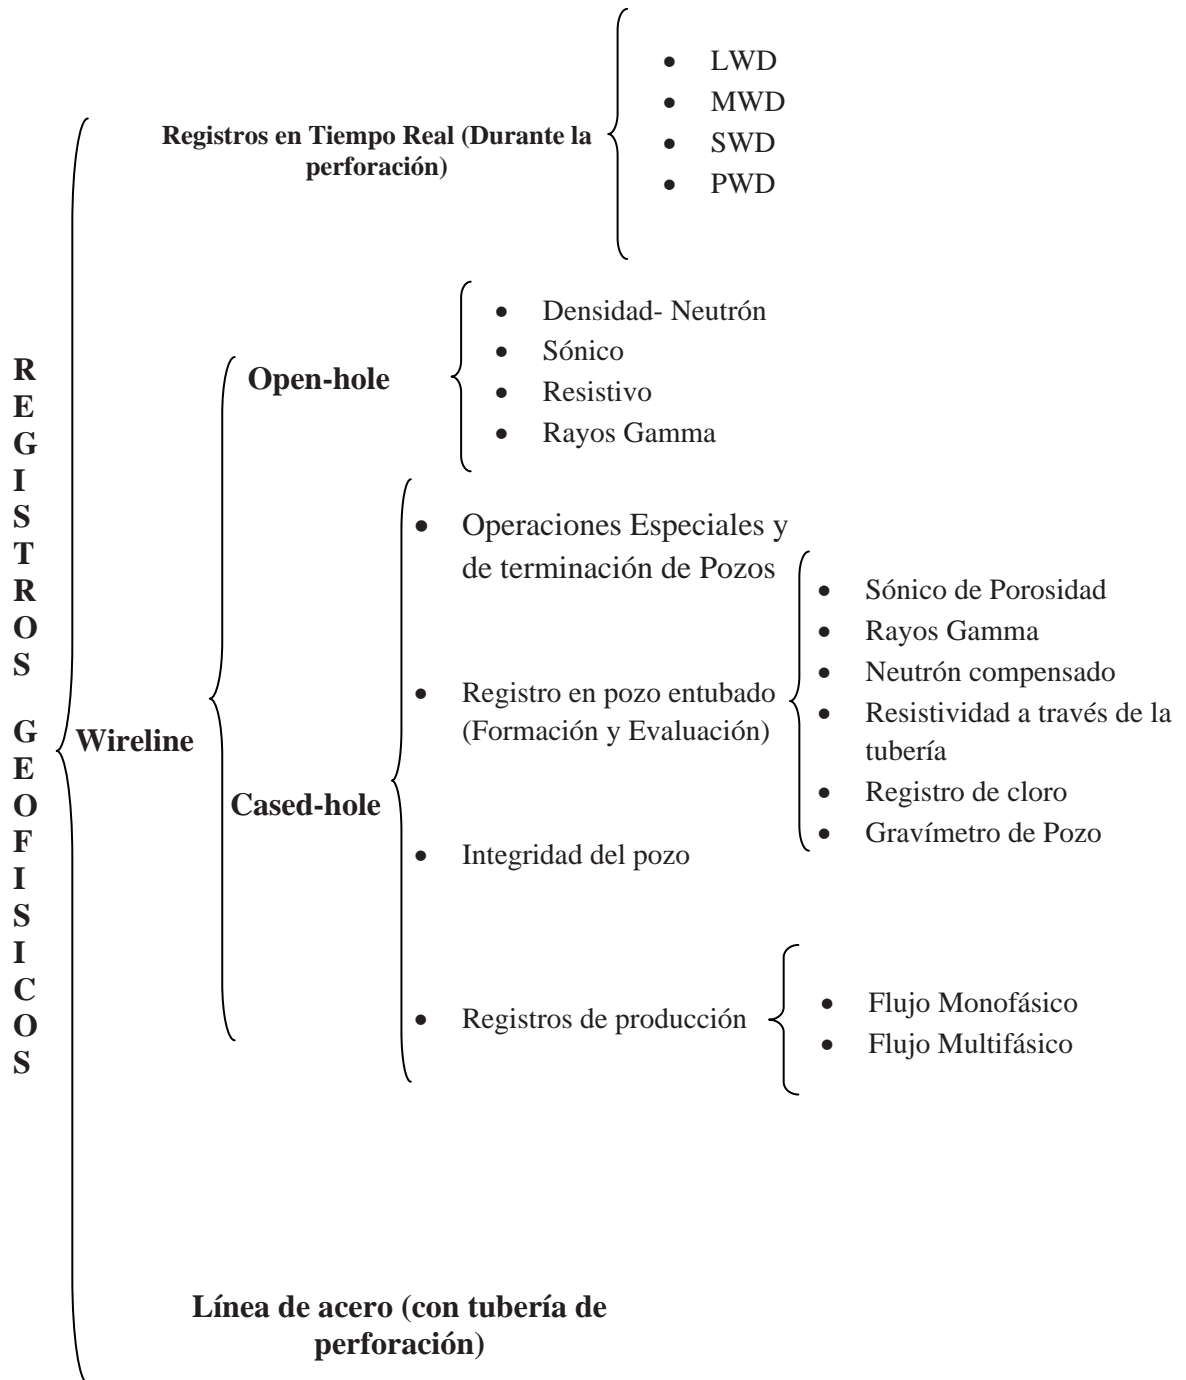 REGISTROS GEOFISICOS
Registros en Tiempo Real (Durante la
perforación)
• LWD
• MWD
• SWD
• PWD
Wireline
Open-hole
• Densidad- Neutrón
• Sónico
• Resistivo
• Rayos Gamma
Cased-hole
• Operaciones Especiales y
de terminación de Pozos
• Registro en pozo entubado
(Formación y Evaluación)
• Sónico de Porosidad
• Rayos Gamma
• Neutrón compensado
• Resistividad a través de la
tubería
• Registro de cloro
• Gravímetro de Pozo
• Integridad del pozo
• Registros de producción
• Flujo Monofásico
• Flujo Multifásico
Línea de acero (con tubería de
perforación)